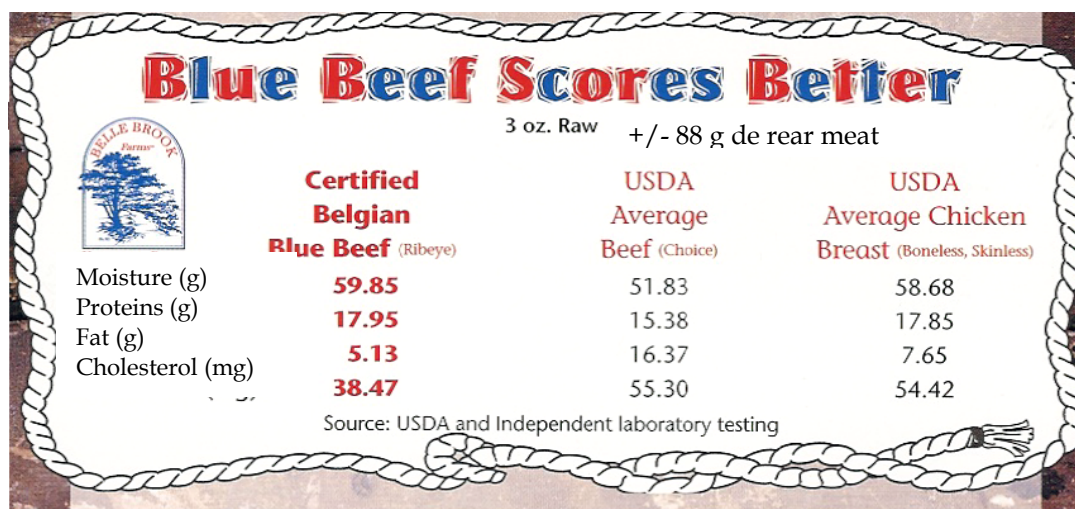 Blue Beef Scores Better
3 oz. Raw +/- 88 g de rear meat
BELLE BROOK
Farms
Certified USDA USDA
Belgian Average Average Chicken
Blue Beef (Ribeye) Beef (Choice) Breast (Boneless, Skinless)
Moisture (g) 59.85 51.83 58.68
Proteins (g) 17.95 15.38 17.85
Fat (g) 5.13 16.37 7.65
Cholesterol (mg) 38.47 55.30 54.42
Source: USDA and Independent laboratory testing